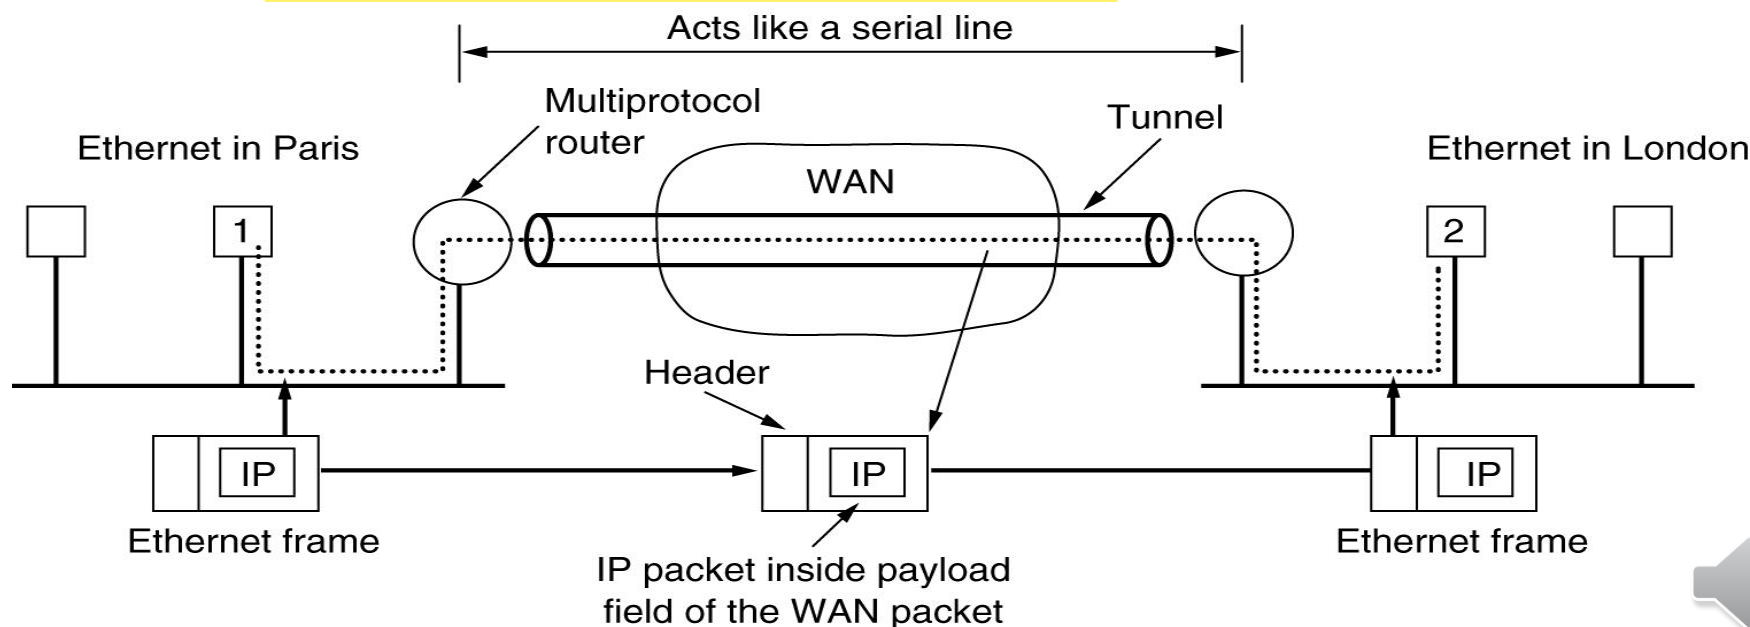 Acts like a serial line
Multiprotocol
router
Tunnel
Ethernet in Paris
Ethernet in London
WAN
1
2
Header
IP
IP
IP
Ethernet frame
Ethernet frame
IP packet inside payload
field of the WAN packet